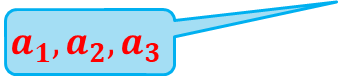 a₁, a₂, a₃